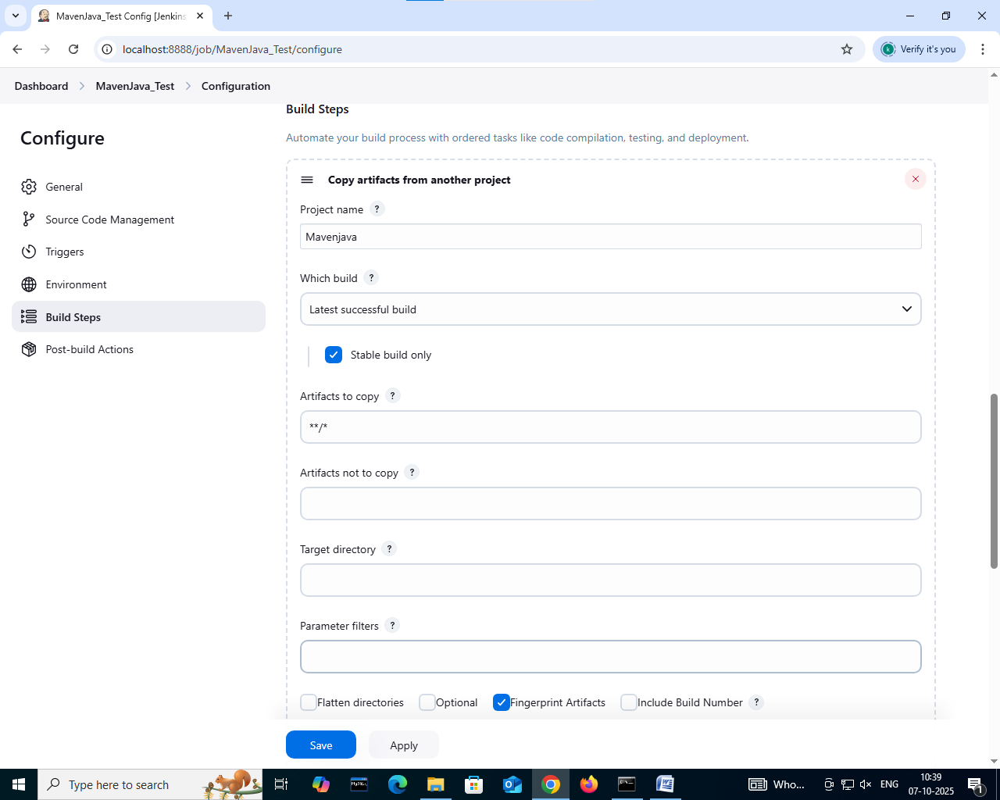 MavenJava_Test Config [Jenkins
localhost:8888/job/MavenJava_Test/configure
k
Verify it's you
Dashboard
MavenJava_Test
Configuration
Configure
General
Source Code Management
Triggers
Environment
Build Steps
Post-build Actions
Build Steps
Automate your build process with ordered tasks like code compilation, testing, and deployment.
Copy artifacts from another project
Project name ?
Mavenjava
Which build ?
Latest successful build
Stable build only
Artifacts to copy ?
**/*
Artifacts not to copy ?
Target directory ?
Parameter filters ?
Flatten directories Optional Fingerprint Artifacts Include Build Number ?
Save Apply
Type here to search
MySQL
Who...
ENG
10:39
07-10-2025
1